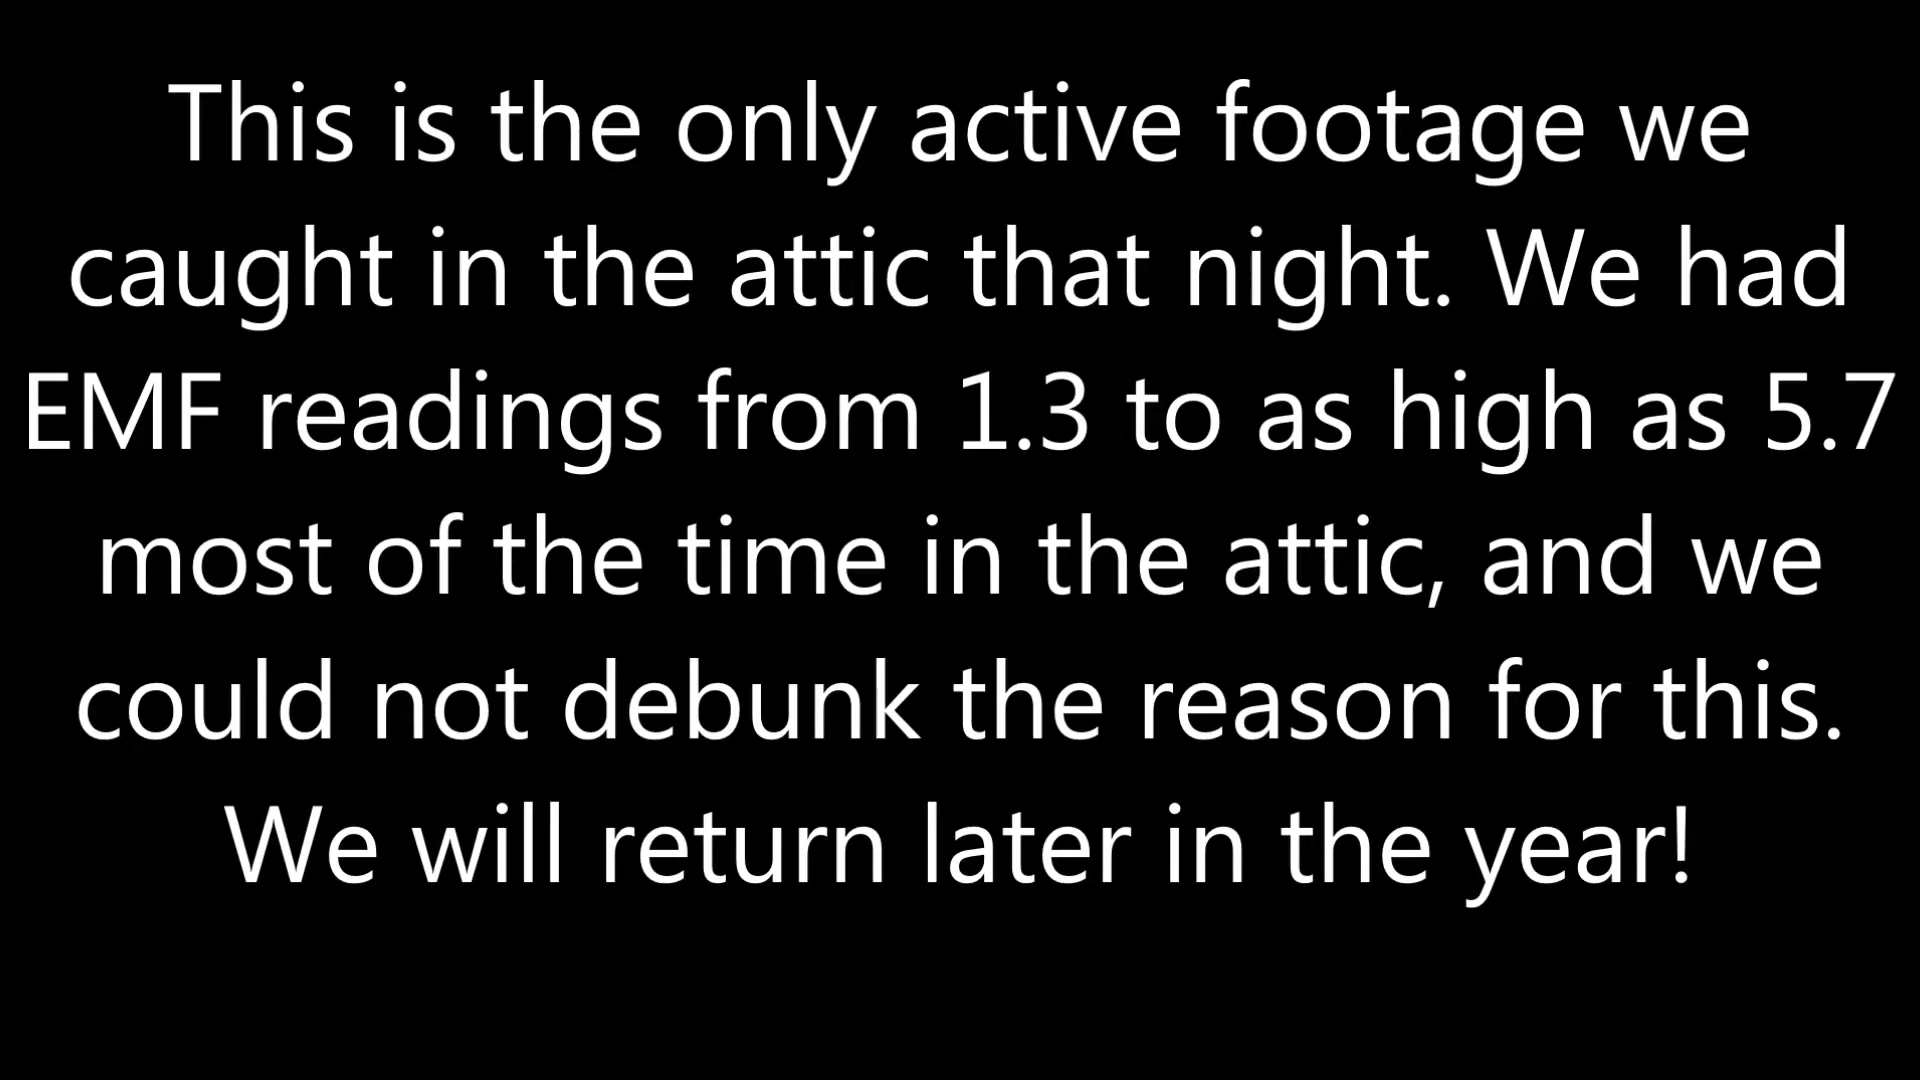 This is the only active footage we
caught in the attic that night. We had
EMF readings from 1.3 to as high as 5.7
most of the time in the attic, and we
could not debunk the reason for this.
We will return later in the year!